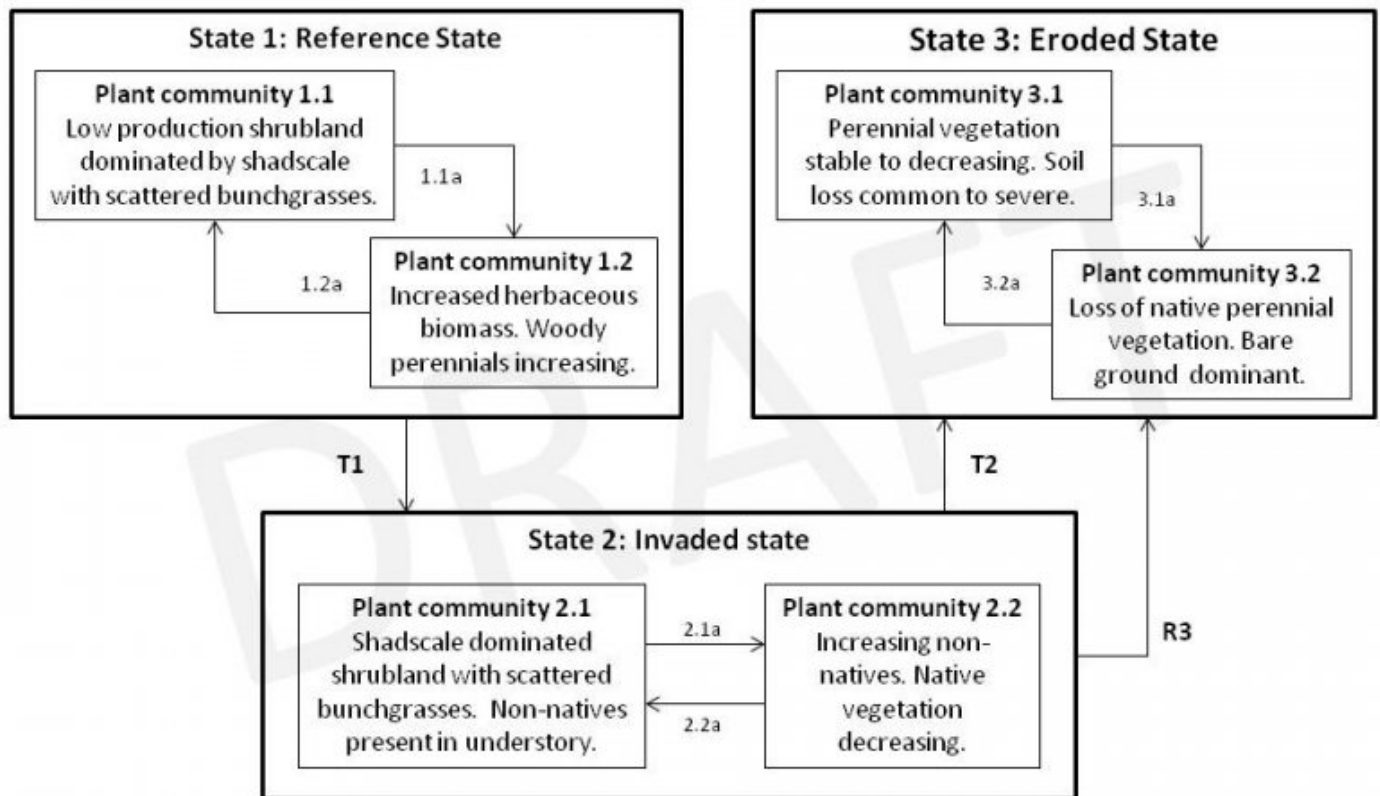 State 1: Reference State
Plant community 1.1
Low production shrubland
dominated by shadscale
with scattered bunchgrasses.
1.1a
1.2a
Plant community 1.2
Increased herbaceous
biomass. Woody
perennials increasing.
State 3: Eroded State
Plant community 3.1
Perennial vegetation
stable to decreasing. Soil
loss common to severe.
3.1a
3.2a
Plant community 3.2
Loss of native perennial
vegetation. Bare
ground dominant.
T1
T2
R3
State 2: Invaded state
Plant community 2.1
Shadscale dominated
shrubland with scattered
bunchgrasses. Non-natives
present in understory.
2.1a
2.2a
Plant community 2.2
Increasing non-
natives. Native
vegetation
decreasing.
DRAFT